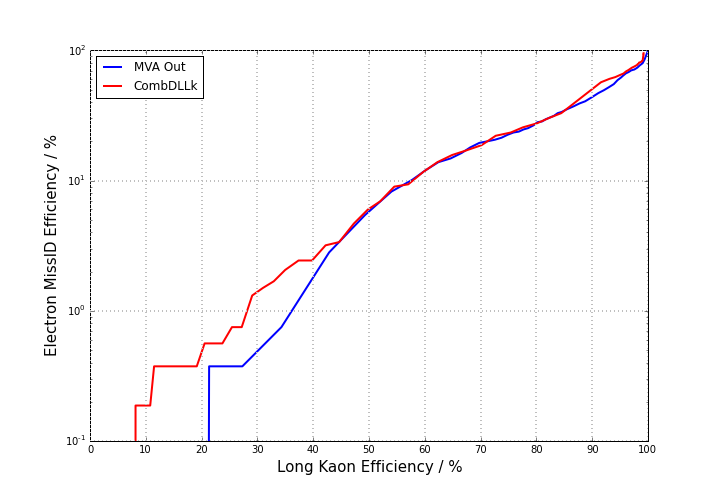 MVA Out
CombDLLk
Electron MissID Efficiency / %
10²
10¹
10⁰
10⁻¹
0 10 20 30 40 50 60 70 80 90 100
Long Kaon Efficiency / %